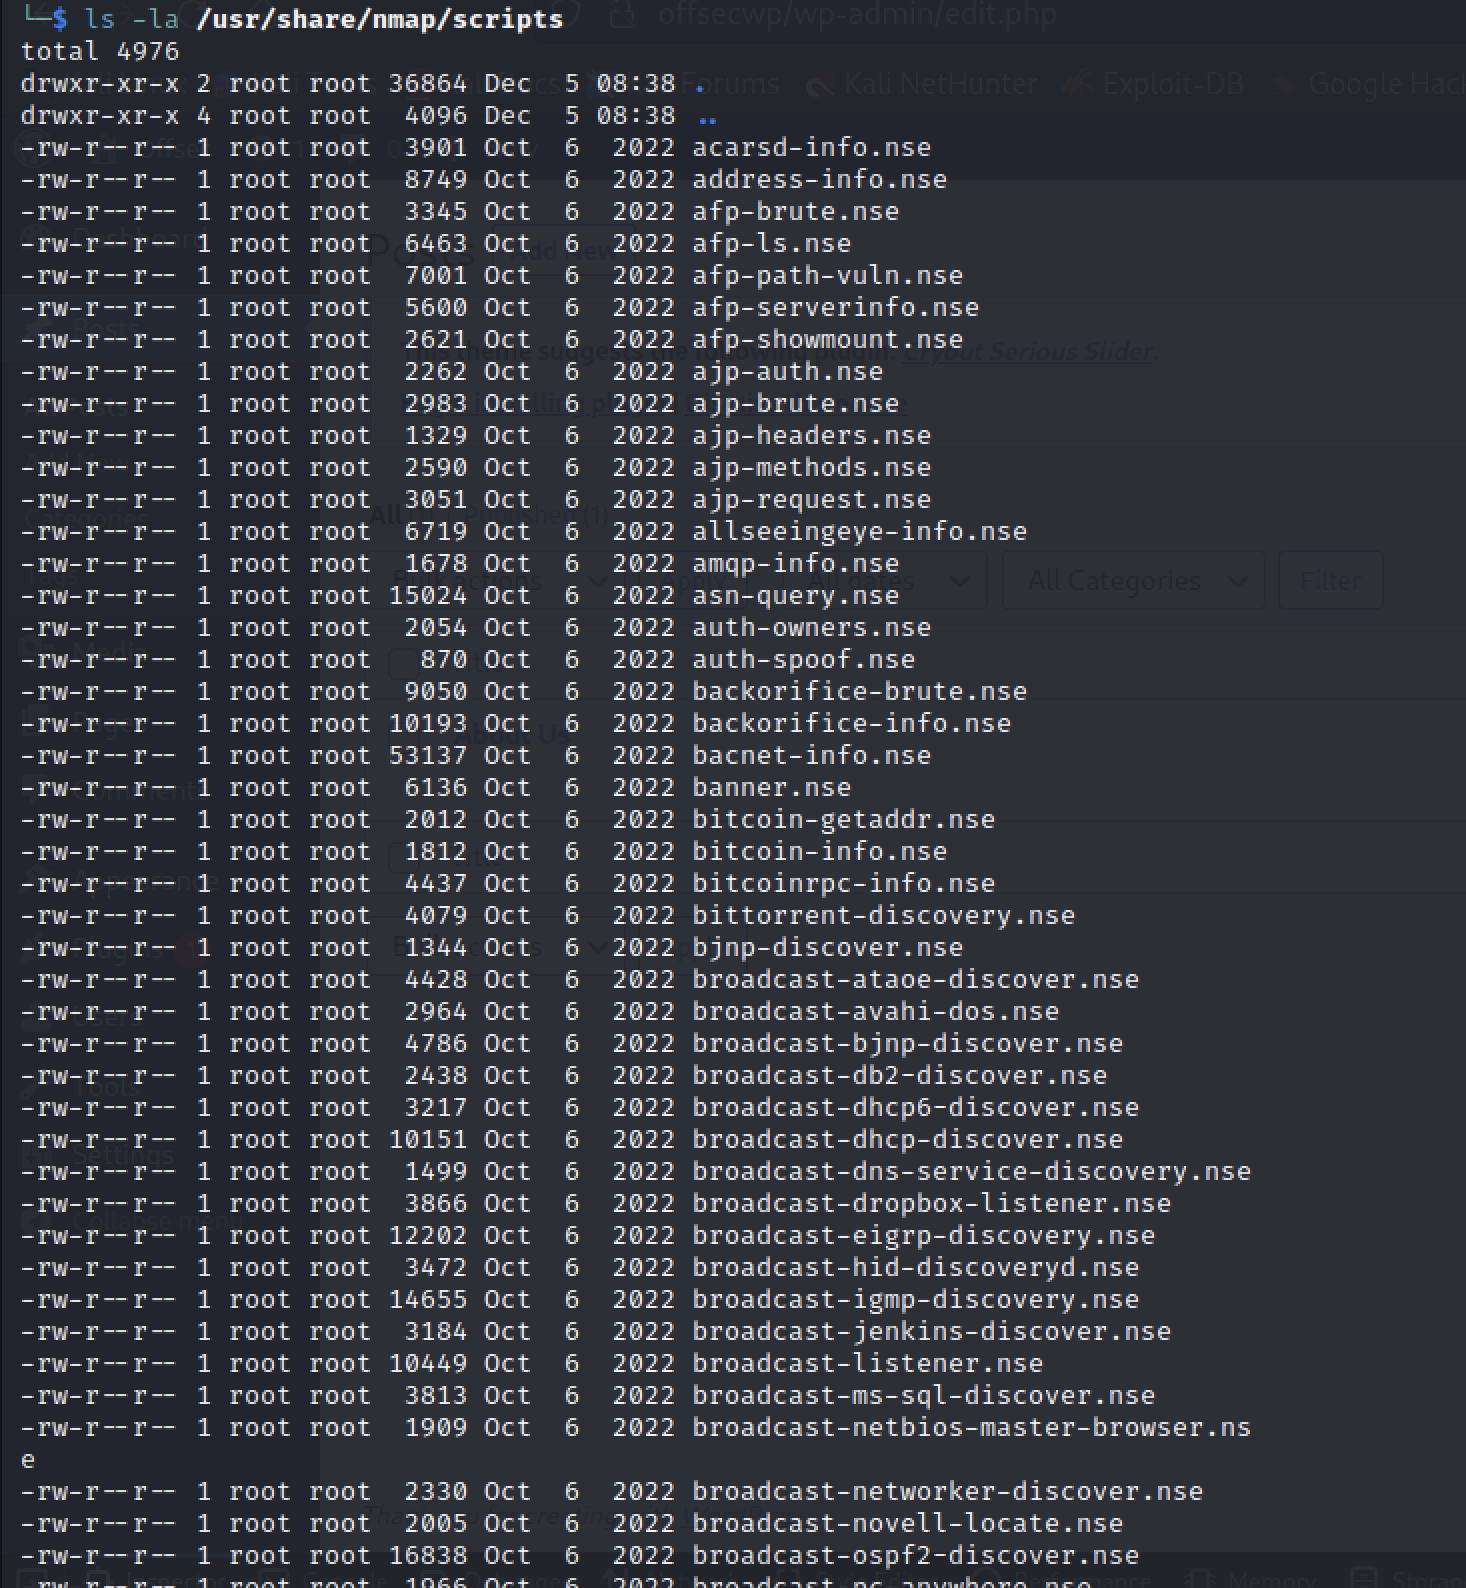 └─$ ls -la /usr/share/nmap/scripts
total 4976
drwxr-xr-x 2 root root 36864 Dec  5 08:38 .
drwxr-xr-x 4 root root  4096 Dec  5 08:38 ..
-rw-r--r-- 1 root root  3901 Oct  6  2022 acarsd-info.nse
-rw-r--r-- 1 root root  8749 Oct  6  2022 address-info.nse
-rw-r--r-- 1 root root  3345 Oct  6  2022 afp-brute.nse
-rw-r--r-- 1 root root  6463 Oct  6  2022 afp-ls.nse
-rw-r--r-- 1 root root  7001 Oct  6  2022 afp-path-vuln.nse
-rw-r--r-- 1 root root  5600 Oct  6  2022 afp-serverinfo.nse
-rw-r--r-- 1 root root  2621 Oct  6  2022 afp-showmount.nse
-rw-r--r-- 1 root root  2262 Oct  6  2022 ajp-auth.nse
-rw-r--r-- 1 root root  2983 Oct  6  2022 ajp-brute.nse
-rw-r--r-- 1 root root  1329 Oct  6  2022 ajp-headers.nse
-rw-r--r-- 1 root root  2590 Oct  6  2022 ajp-methods.nse
-rw-r--r-- 1 root root  3051 Oct  6  2022 ajp-request.nse
-rw-r--r-- 1 root root  6719 Oct  6  2022 allseeingeye-info.nse
-rw-r--r-- 1 root root  1678 Oct  6  2022 amqp-info.nse
-rw-r--r-- 1 root root 15024 Oct  6  2022 asn-query.nse
-rw-r--r-- 1 root root  2054 Oct  6  2022 auth-owners.nse
-rw-r--r-- 1 root root   870 Oct  6  2022 auth-spoof.nse
-rw-r--r-- 1 root root  9050 Oct  6  2022 backorifice-brute.nse
-rw-r--r-- 1 root root 10193 Oct  6  2022 backorifice-info.nse
-rw-r--r-- 1 root root 53137 Oct  6  2022 bacnet-info.nse
-rw-r--r-- 1 root root  6136 Oct  6  2022 banner.nse
-rw-r--r-- 1 root root  2012 Oct  6  2022 bitcoin-getaddr.nse
-rw-r--r-- 1 root root  1812 Oct  6  2022 bitcoin-info.nse
-rw-r--r-- 1 root root  4437 Oct  6  2022 bitcoinrpc-info.nse
-rw-r--r-- 1 root root  4079 Oct  6  2022 bittorrent-discovery.nse
-rw-r--r-- 1 root root  1344 Oct  6  2022 bjnp-discover.nse
-rw-r--r-- 1 root root  4428 Oct  6  2022 broadcast-ataoe-discover.nse
-rw-r--r-- 1 root root  2964 Oct  6  2022 broadcast-avahi-dos.nse
-rw-r--r-- 1 root root  4786 Oct  6  2022 broadcast-bjnp-discover.nse
-rw-r--r-- 1 root root  2438 Oct  6  2022 broadcast-db2-discover.nse
-rw-r--r-- 1 root root  3217 Oct  6  2022 broadcast-dhcp6-discover.nse
-rw-r--r-- 1 root root 10151 Oct  6  2022 broadcast-dhcp-discover.nse
-rw-r--r-- 1 root root  1499 Oct  6  2022 broadcast-dns-service-discovery.nse
-rw-r--r-- 1 root root  3866 Oct  6  2022 broadcast-dropbox-listener.nse
-rw-r--r-- 1 root root 12202 Oct  6  2022 broadcast-eigrp-discovery.nse
-rw-r--r-- 1 root root  3472 Oct  6  2022 broadcast-hid-discoveryd.nse
-rw-r--r-- 1 root root 14655 Oct  6  2022 broadcast-igmp-discovery.nse
-rw-r--r-- 1 root root  3184 Oct  6  2022 broadcast-jenkins-discover.nse
-rw-r--r-- 1 root root 10449 Oct  6  2022 broadcast-listener.nse
-rw-r--r-- 1 root root  3813 Oct  6  2022 broadcast-ms-sql-discover.nse
-rw-r--r-- 1 root root  1909 Oct  6  2022 broadcast-netbios-master-browser.ns
e
-rw-r--r-- 1 root root  2330 Oct  6  2022 broadcast-networker-discover.nse
-rw-r--r-- 1 root root  2005 Oct  6  2022 broadcast-novell-locate.nse
-rw-r--r-- 1 root root 16838 Oct  6  2022 broadcast-ospf2-discover.nse
-rw-r--r-- 1 root root  1966 Oct  6  2022 broadcast-pc-anywhere.nse